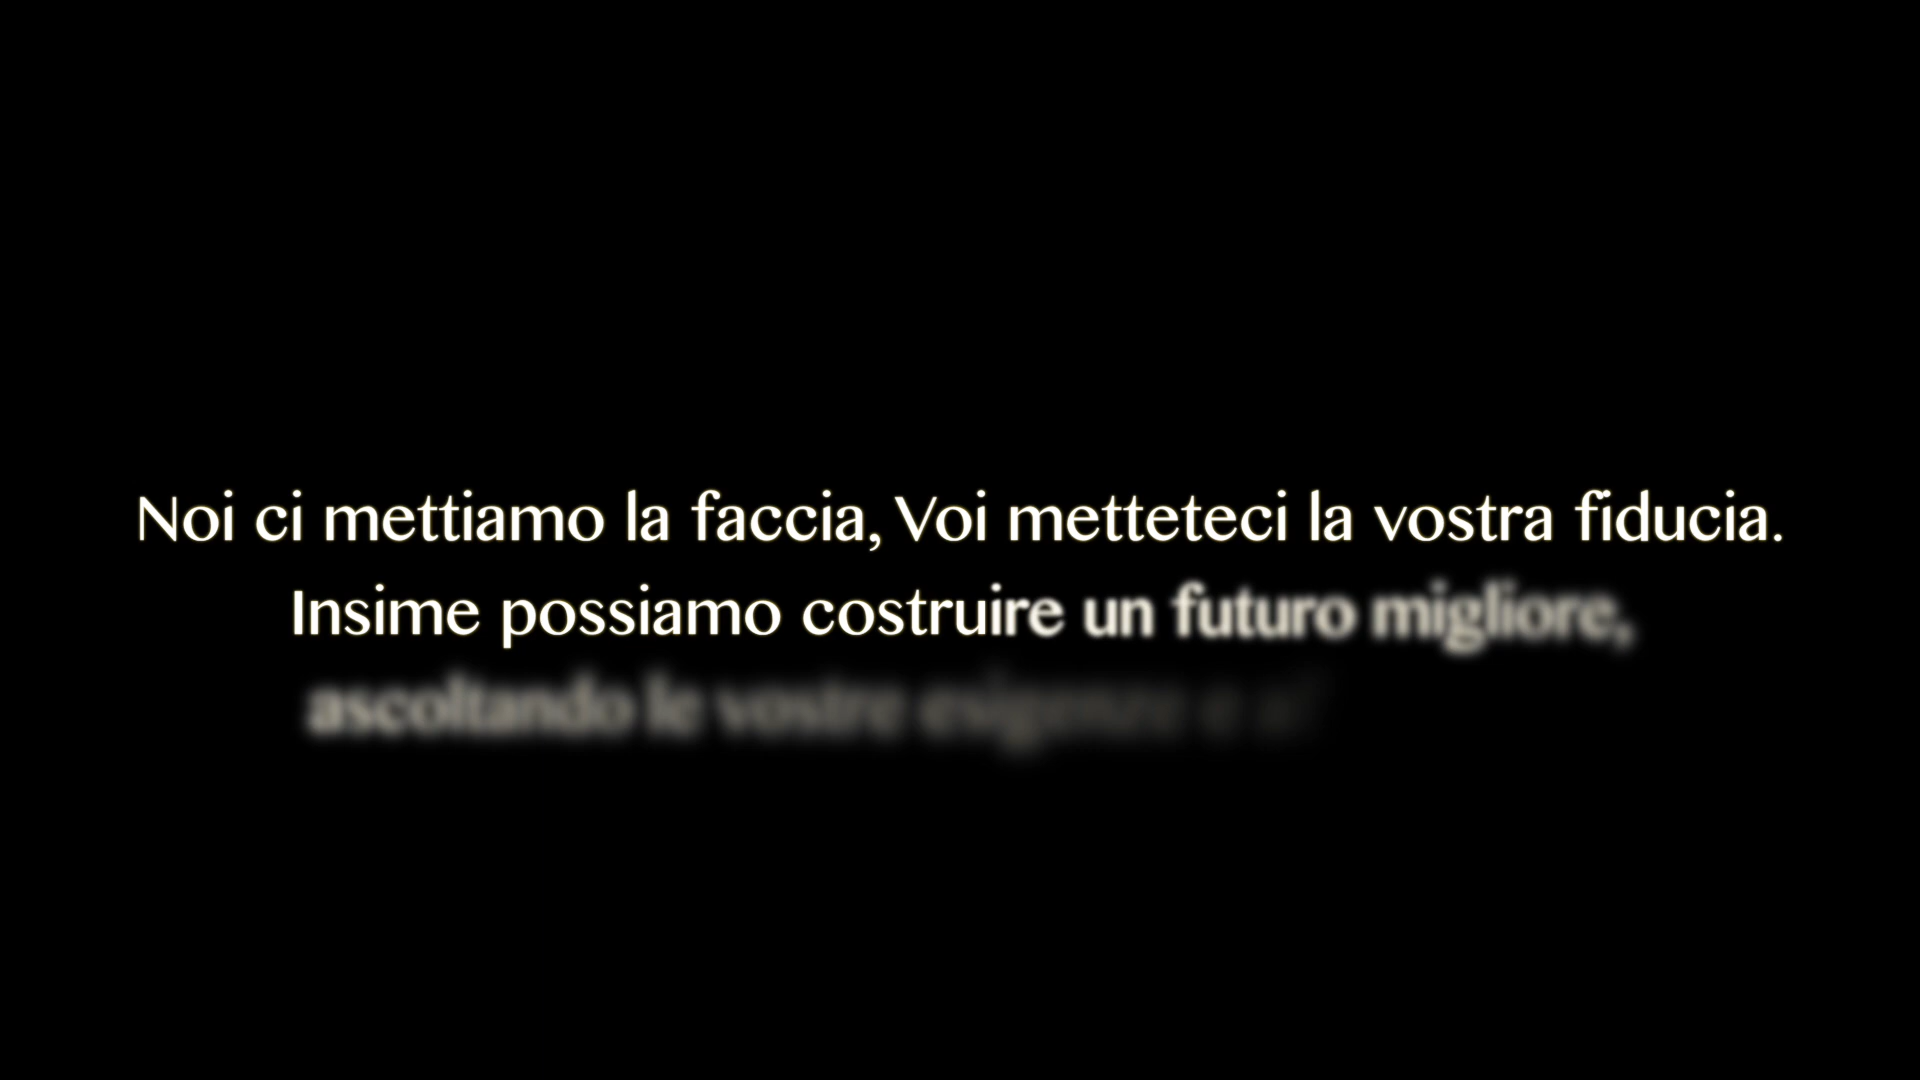 Noi ci mettiamo la faccia, Voi metteteci la vostra fiducia.
Insime possiamo costruire un futuro migliore,
ascoltando le vostre esigenze e